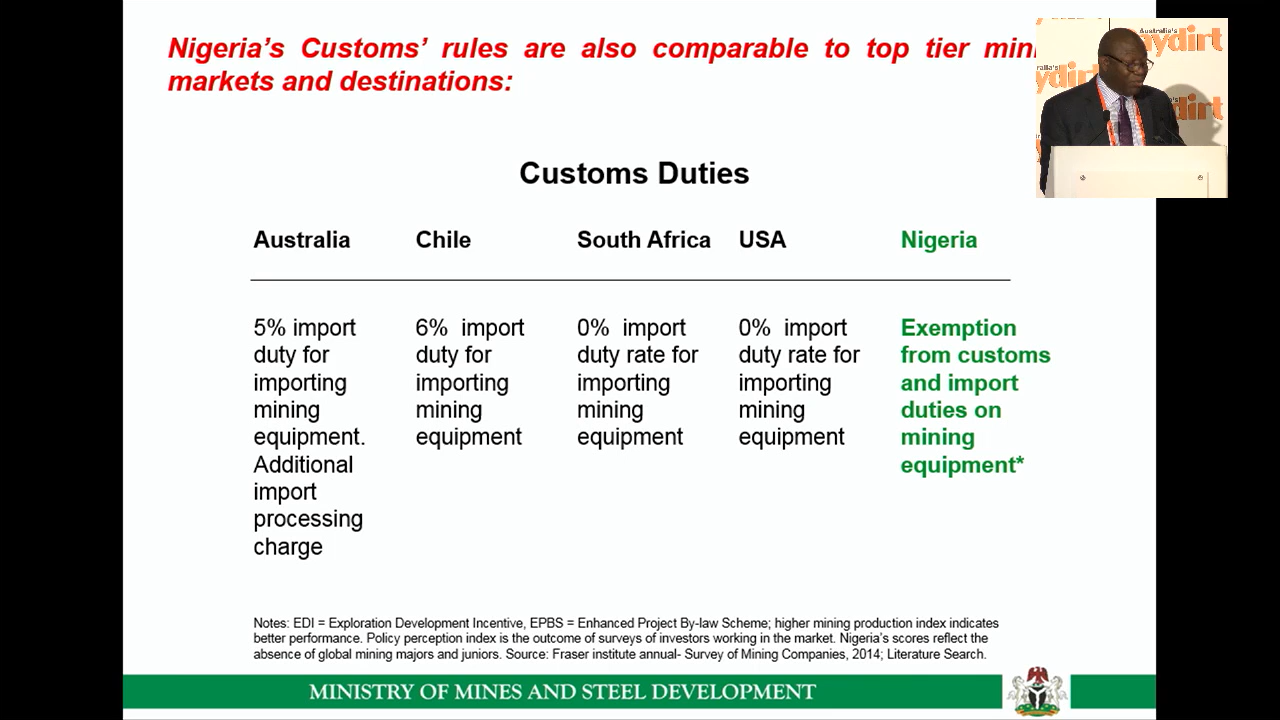 Nigeria's Customs' rules are also comparable to top tier mini
markets and destinations:
Australia's
aydirt
Customs Duties
Australia Chile South Africa USA Nigeria
5% import
duty for
importing
mining
equipment.
Additional
import
processing
charge
6% import
duty for
importing
mining
equipment
0% import
duty rate for
importing
mining
equipment
0% import
duty rate for
importing
mining
equipment
Exemption
from customs
and import
duties on
mining
equipment*
Notes: EDI = Exploration Development Incentive, EPBS = Enhanced Project By-law Scheme; higher mining production index indicates
better performance. Policy perception index is the outcome of surveys of investors working in the market. Nigeria's scores reflect the
absence of global mining majors and juniors. Source: Fraser institute annual- Survey of Mining Companies, 2014; Literature Search.
MINISTRY OF MINES AND STEEL DEVELOPMENT